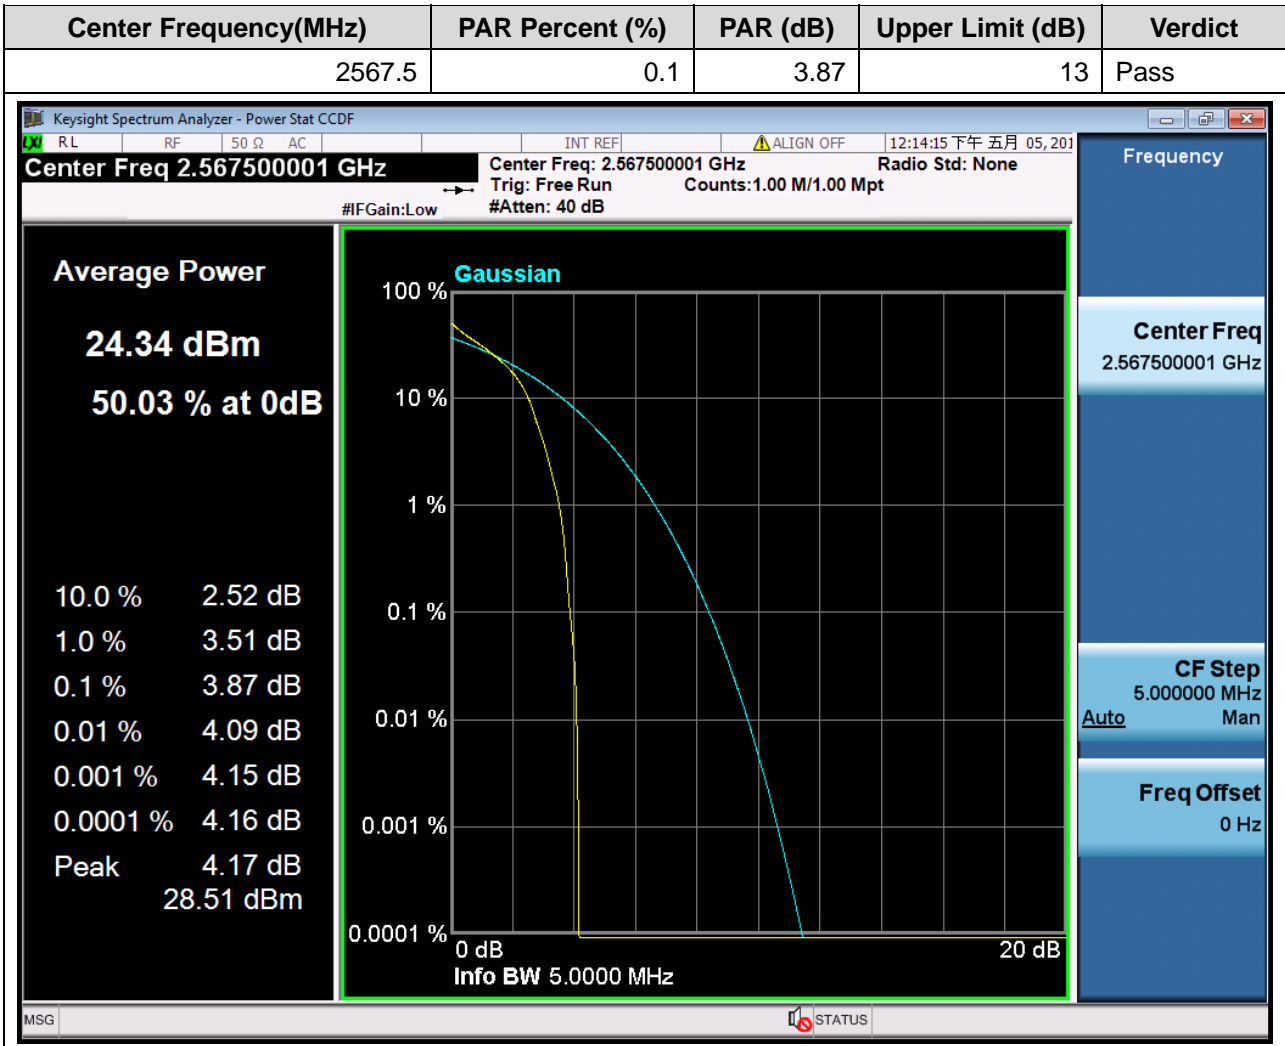 Center Frequency(MHz) PAR Percent (%) PAR (dB) Upper Limit (dB) Verdict
2567.5 0.1 3.87 13 Pass
Keysight Spectrum Analyzer - Power Stat CCDF
LXI RL RF 50 Ω AC INT REF ALIGN OFF 12:14:15 下午 五月 05, 201
Center Freq 2.567500001 GHz
Center Freq: 2.567500001 GHz Radio Std: None
Trig: Free Run Counts:1.00 M/1.00 Mpt
#IFGain:Low #Atten: 40 dB
Frequency
Average Power
24.34 dBm
50.03 % at 0dB
10.0 % 2.52 dB
1.0 % 3.51 dB
0.1 % 3.87 dB
0.01 % 4.09 dB
0.001 % 4.15 dB
0.0001 % 4.16 dB
Peak 4.17 dB
28.51 dBm
Gaussian
100 %
10 %
1 %
0.1 %
0.01 %
0.001 %
0.0001 %
0 dB 20 dB
Info BW 5.0000 MHz
Center Freq
2.567500001 GHz
CF Step
5.000000 MHz
Auto Man
Freq Offset
0 Hz
MSG STATUS